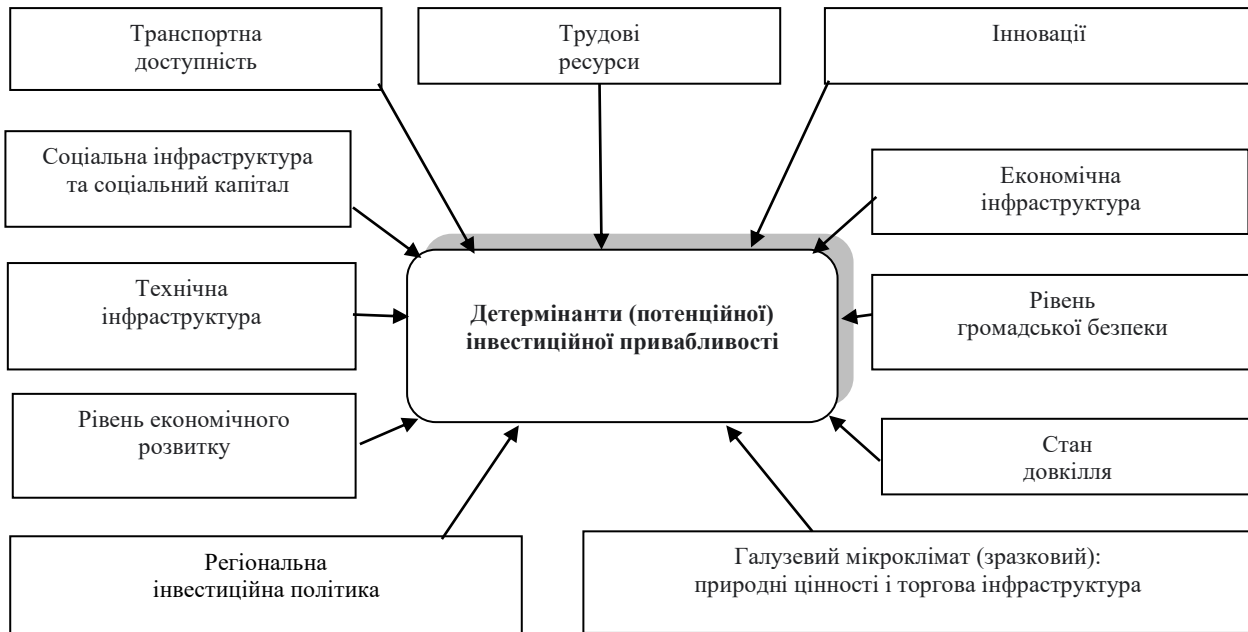 Транспортна
доступність
Трудові
ресурси
Інновації
Соціальна інфраструктура
та соціальний капітал
Економічна
інфраструктура
Технічна
інфраструктура
Детермінанти (потенційної)
інвестиційної привабливості
Рівень
громадської безпеки
Рівень економічного
розвитку
Стан
довкілля
Регіональна
інвестиційна політика
Галузевий мікроклімат (зразковий):
природні цінності і торгова інфраструктура